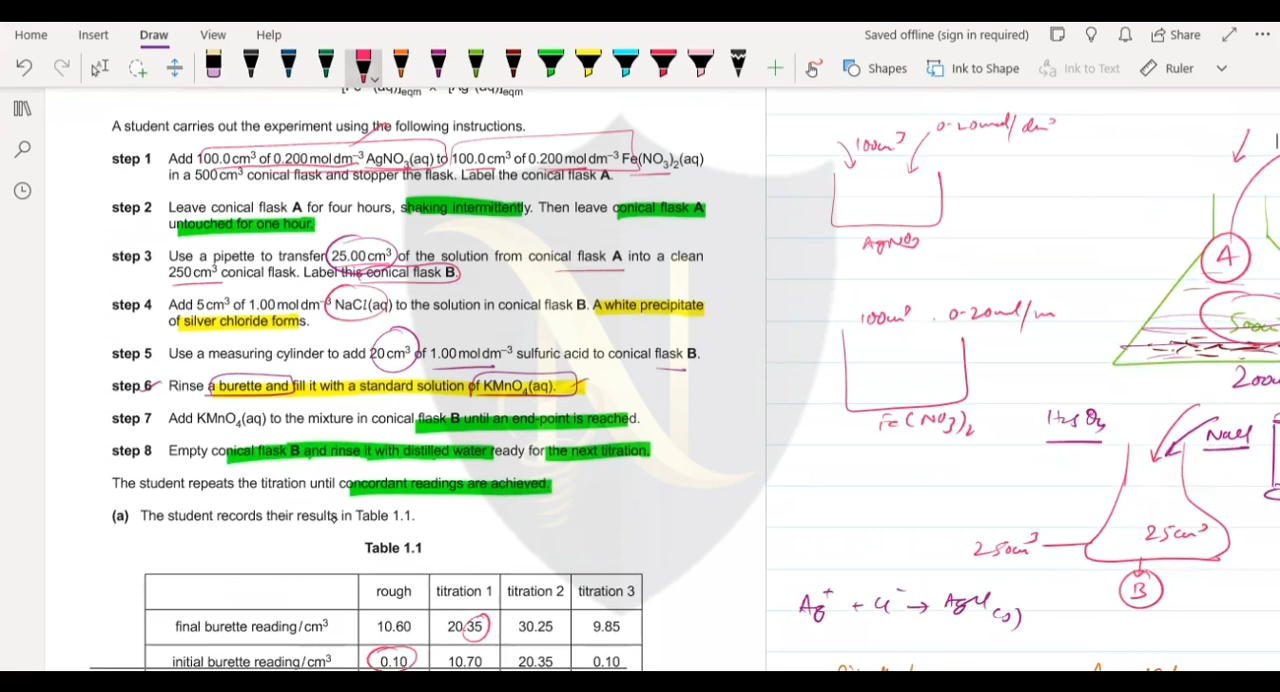 Home Insert Draw View Help Saved offline (sign in required) Share
Ink to Shape Ink to Text Shapes Ruler
A student carries out the experiment using the following instructions.
step 1 Add 100.0 cm³ of 0.200 mol dm⁻³ AgNO₃(aq) to 100.0 cm³ of 0.200 mol dm⁻³ Fe(NO₃)₂(aq)
in a 500 cm³ conical flask and stopper the flask. Label the conical flask A.
step 2 Leave conical flask A for four hours, shaking intermittently. Then leave conical flask A
untouched for one hour.
step 3 Use a pipette to transfer 25.00 cm³ of the solution from conical flask A into a clean
250 cm³ conical flask. Label this conical flask B.
step 4 Add 5 cm³ of 1.00 mol dm⁻³ NaCl(aq) to the solution in conical flask B. A white precipitate
of silver chloride forms.
step 5 Use a measuring cylinder to add 20 cm³ of 1.00 mol dm⁻³ sulfuric acid to conical flask B.
step 6 Rinse a burette and fill it with a standard solution of KMnO₄(aq).
step 7 Add KMnO₄(aq) to the mixture in conical flask B until an end-point is reached.
step 8 Empty conical flask B and rinse it with distilled water ready for the next titration.
The student repeats the titration until concordant readings are achieved.
(a) The student records their results in Table 1.1.
Table 1.1
rough titration 1 titration 2 titration 3
final burette reading / cm³ 10.60 20.35 30.25 9.85
initial burette reading / cm³ 0.10 10.70 20.35 0.10
100cm³ 0.20mol/dm³
AgNO₃
A
100cm³ 0.20mol/m
Fe(NO₃)₂
NaCl
250cm³ 25cm³
B
Ag⁺ + Cl⁻ → AgCl(s)